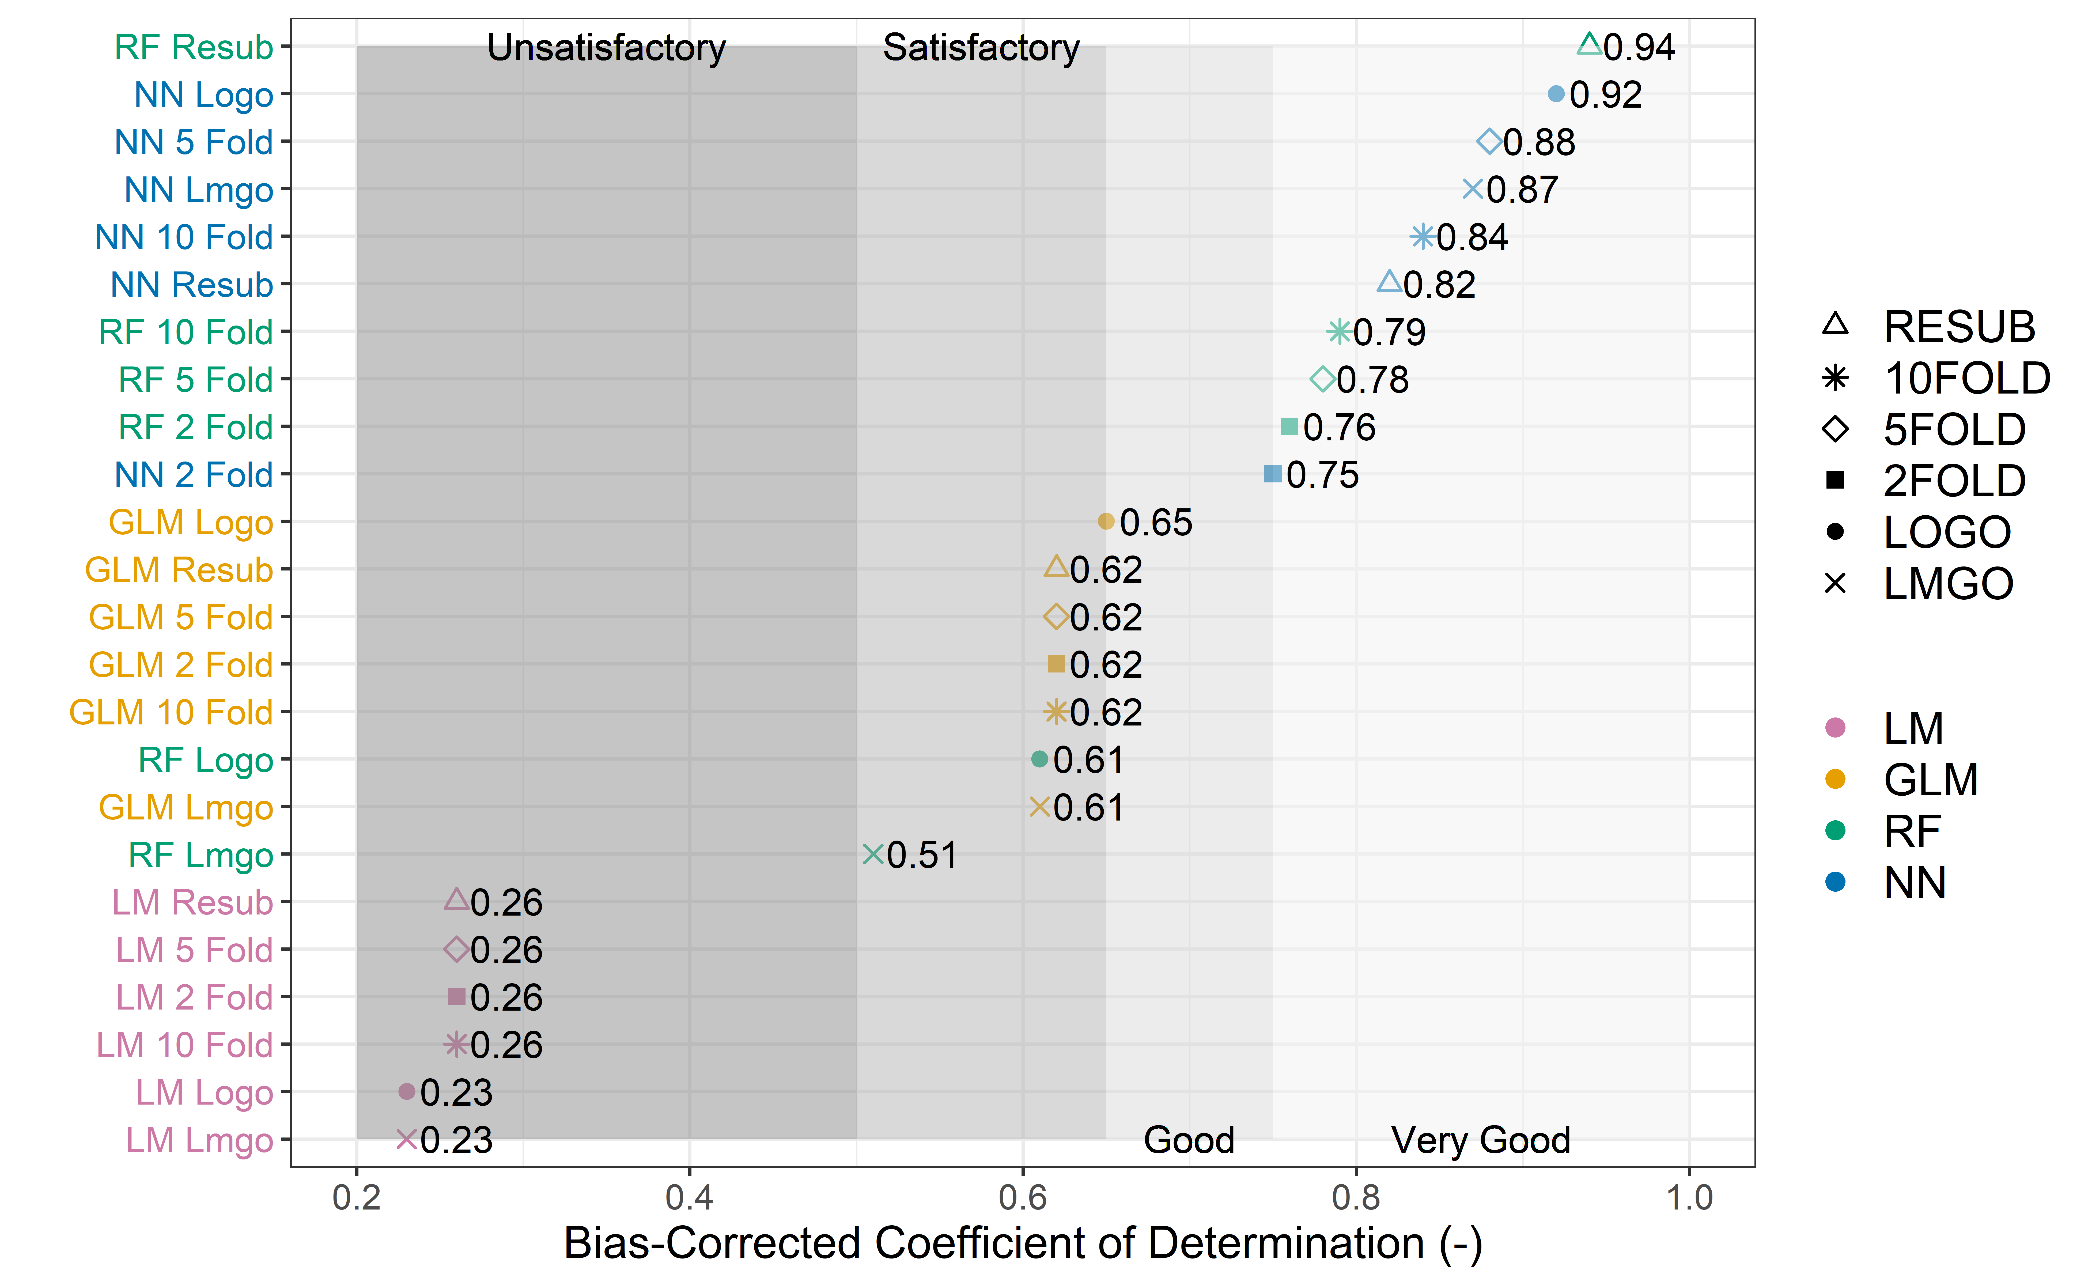 RF Resub Unsatisfactory Satisfactory 0.94
NN Logo 0.92
NN 5 Fold 0.88
NN Lmgo 0.87
NN 10 Fold 0.84
NN Resub 0.82
RF 10 Fold 0.79
RF 5 Fold 0.78
RF 2 Fold 0.76
NN 2 Fold 0.75
GLM Logo 0.65
GLM Resub 0.62
GLM 5 Fold 0.62
GLM 2 Fold 0.62
GLM 10 Fold 0.62
RF Logo 0.61
GLM Lmgo 0.61
RF Lmgo 0.51
LM Resub 0.26
LM 5 Fold 0.26
LM 2 Fold 0.26
LM 10 Fold 0.26
LM Logo 0.23
LM Lmgo 0.23 Good Very Good
0.2 0.4 0.6 0.8 1.0
Bias-Corrected Coefficient of Determination (-)
RESUB
10FOLD
5FOLD
2FOLD
LOGO
LMGO
LM
GLM
RF
NN